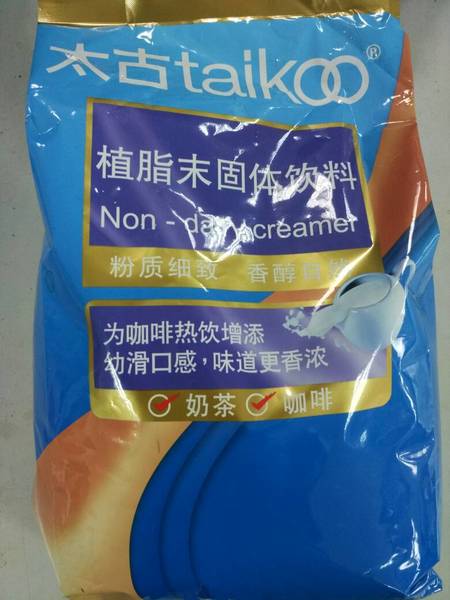 太古taikoo®
植脂末固体饮料
Non - dairy creamer
粉质细致 香醇
为咖啡热饮增添
幼滑口感，味道更香浓
奶茶 咖啡